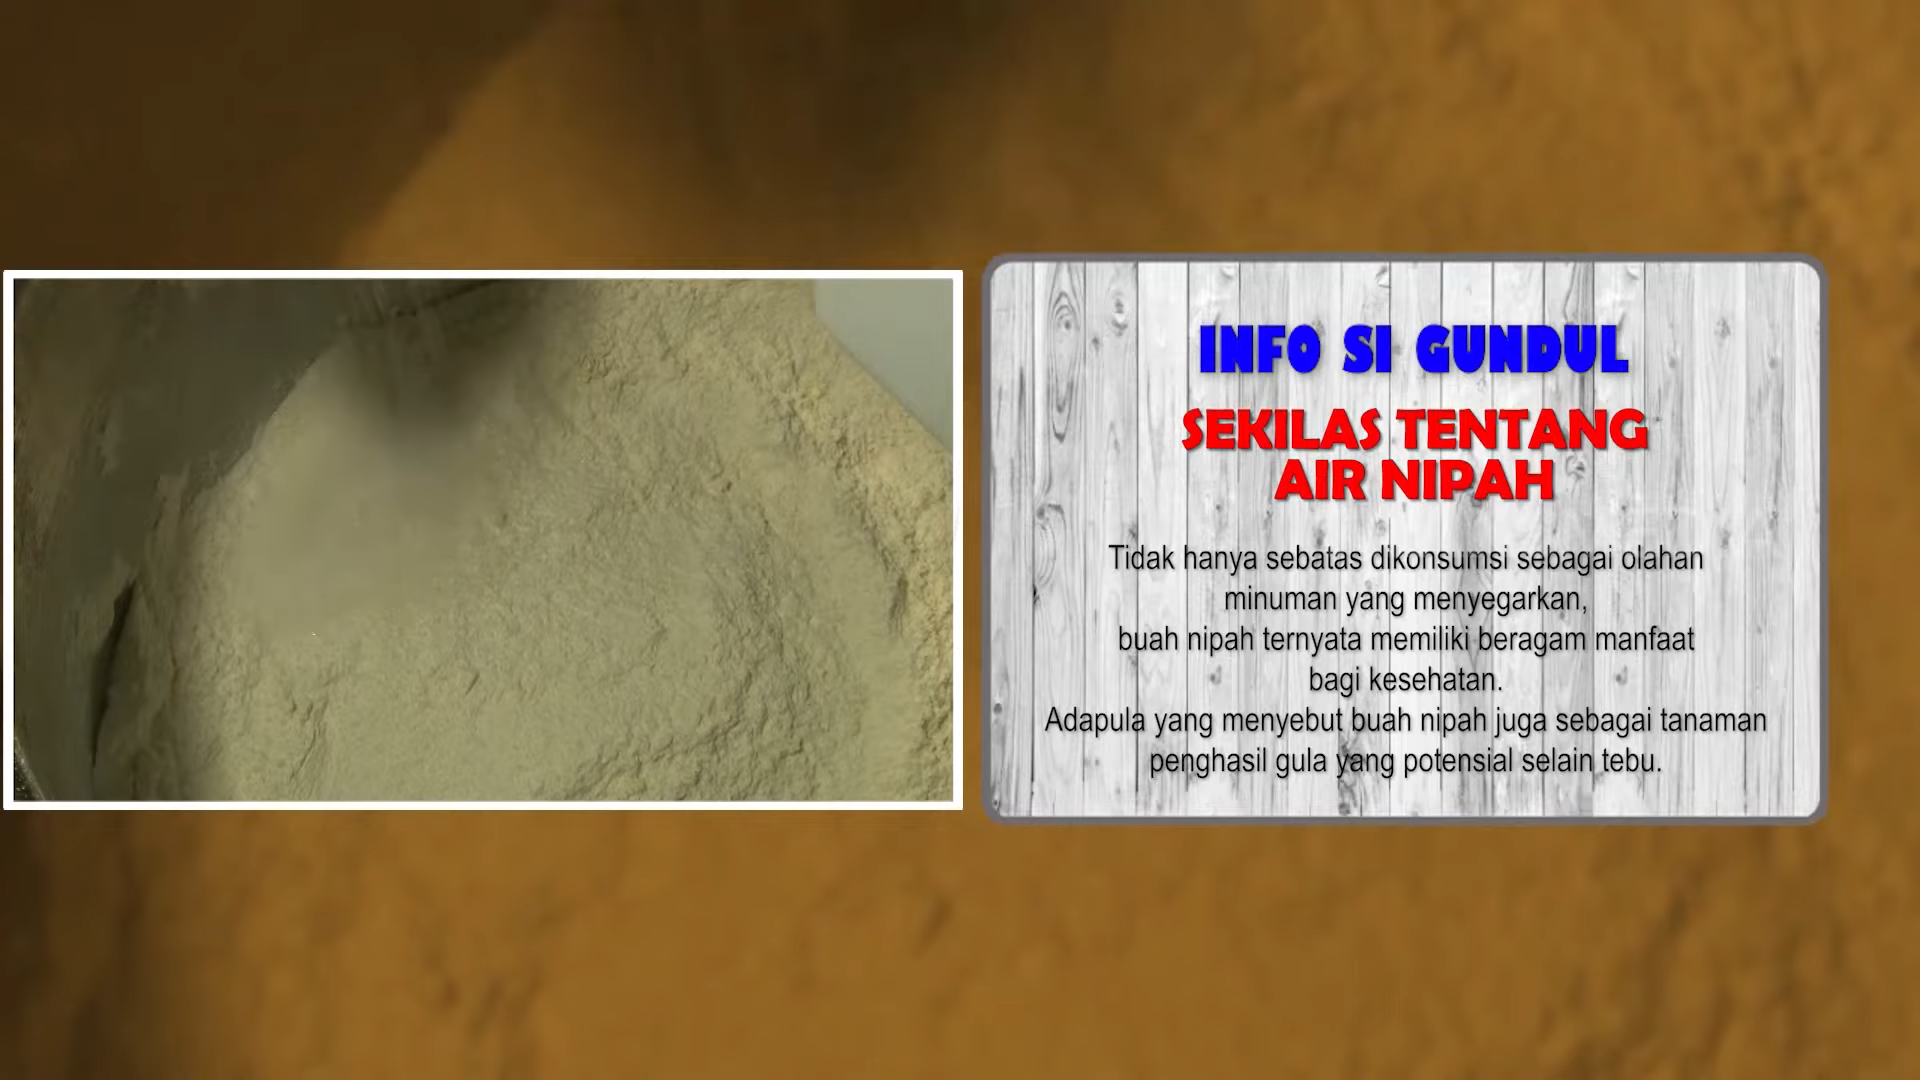 INFO SI GUNDUL
SEKILAS TENTANG
AIR NIPAH
Tidak hanya sebatas dikonsumsi sebagai olahan
minuman yang menyegarkan,
buah nipah ternyata memiliki beragam manfaat
bagi kesehatan.
Adapula yang menyebut buah nipah juga sebagai tanaman
penghasil gula yang potensial selain tebu.